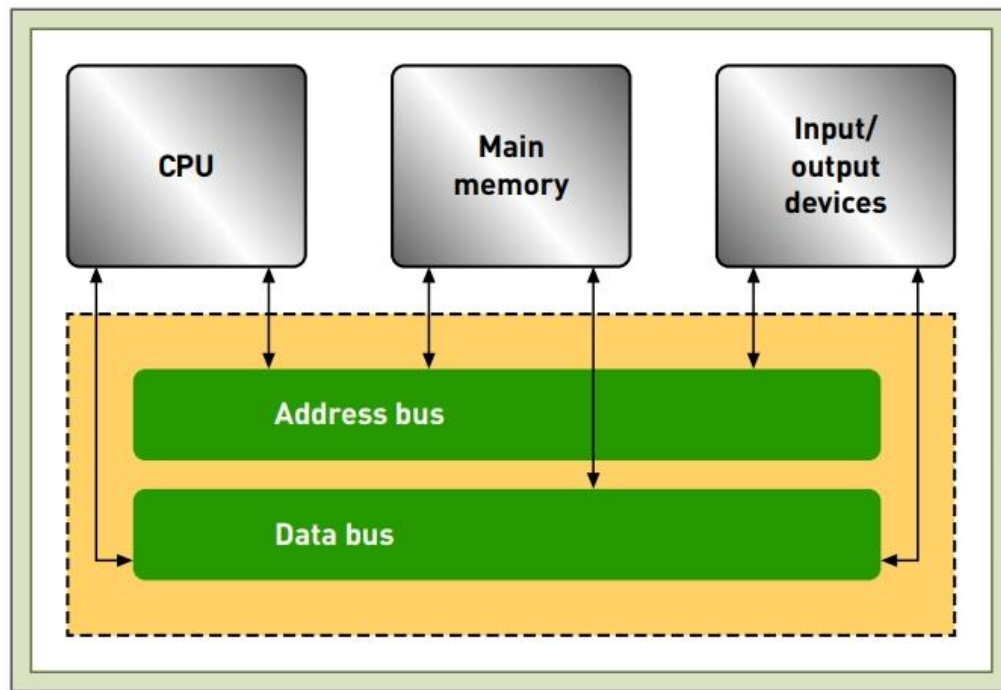 CPU
Main
memory
Input/
output
devices
Address bus
Data bus